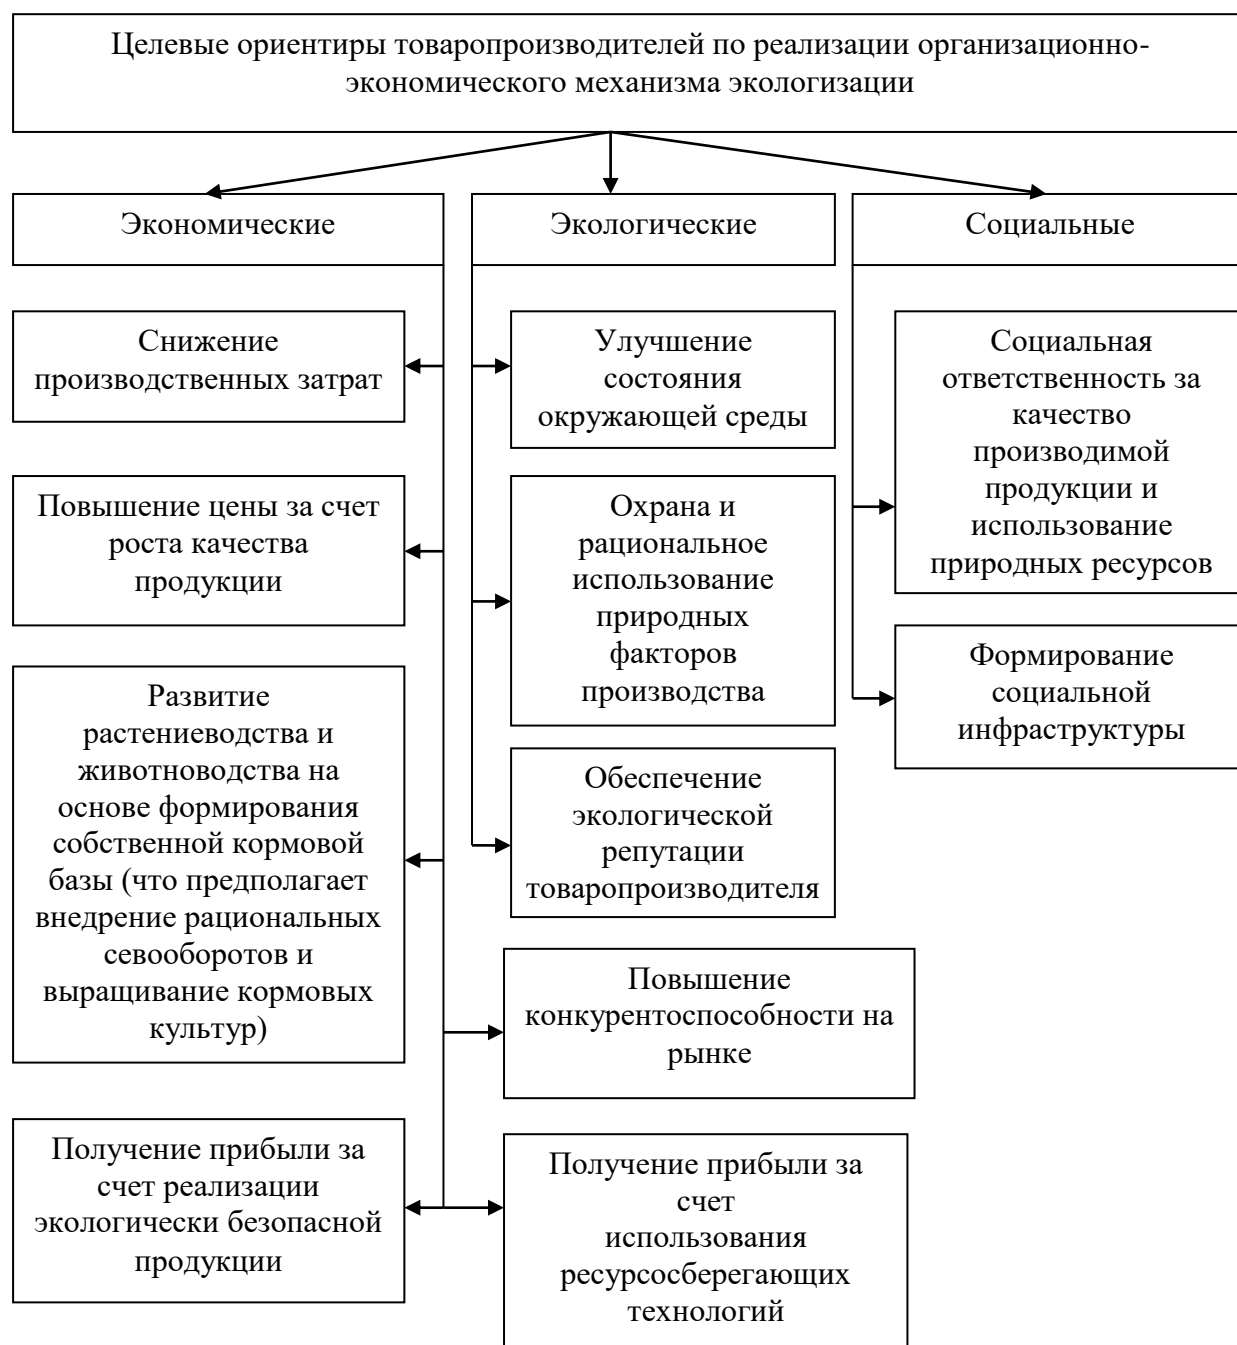 Целевые ориентиры товаропроизводителей по реализации организационно-
экономического механизма экологизации
Экономические
Экологические
Социальные
Снижение
производственных затрат
Повышение цены за счет
роста качества
продукции
Развитие
растениеводства и
животноводства на
основе формирования
собственной кормовой
базы (что предполагает
внедрение рациональных
севооборотов и
выращивание кормовых
культур)
Получение прибыли за
счет реализации
экологически безопасной
продукции
Улучшение
состояния
окружающей среды
Охрана и
рациональное
использование
природных
факторов
производства
Обеспечение
экологической
репутации
товаропроизводителя
Повышение
конкурентоспособности на
рынке
Получение прибыли за
счет
использования
ресурсосберегающих
технологий
Социальная
ответственность за
качество
производимой
продукции и
использование
природных ресурсов
Формирование
социальной
инфраструктуры